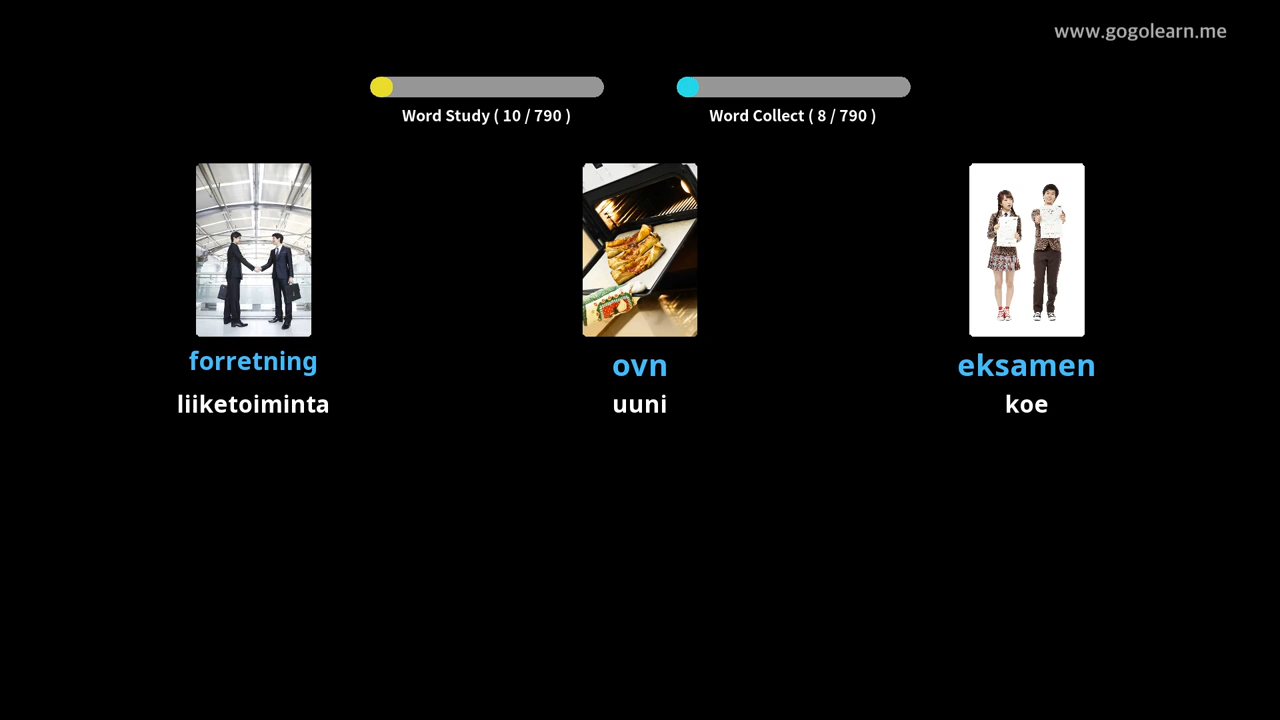 www.gogolearn.me
Word Study ( 10 / 790 )
Word Collect ( 8 / 790 )
forretning
ovn
eksamen
liiketoiminta
uuni
koe